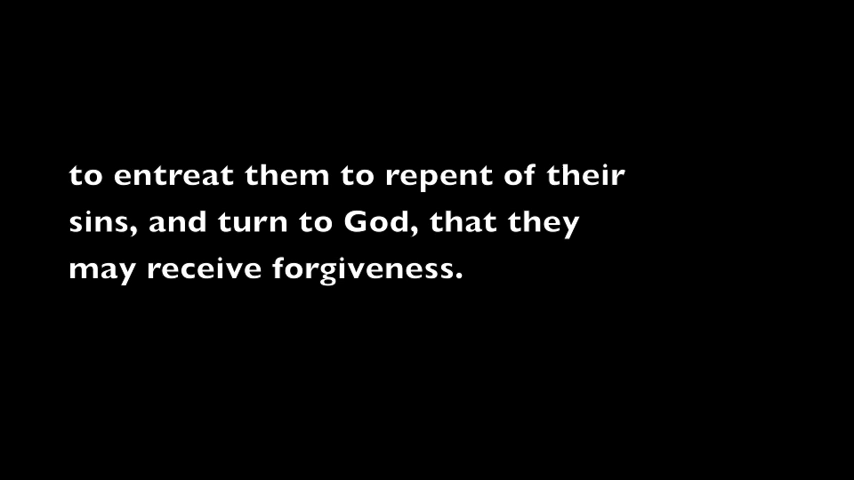 to entreat them to repent of their
sins, and turn to God, that they
may receive forgiveness.